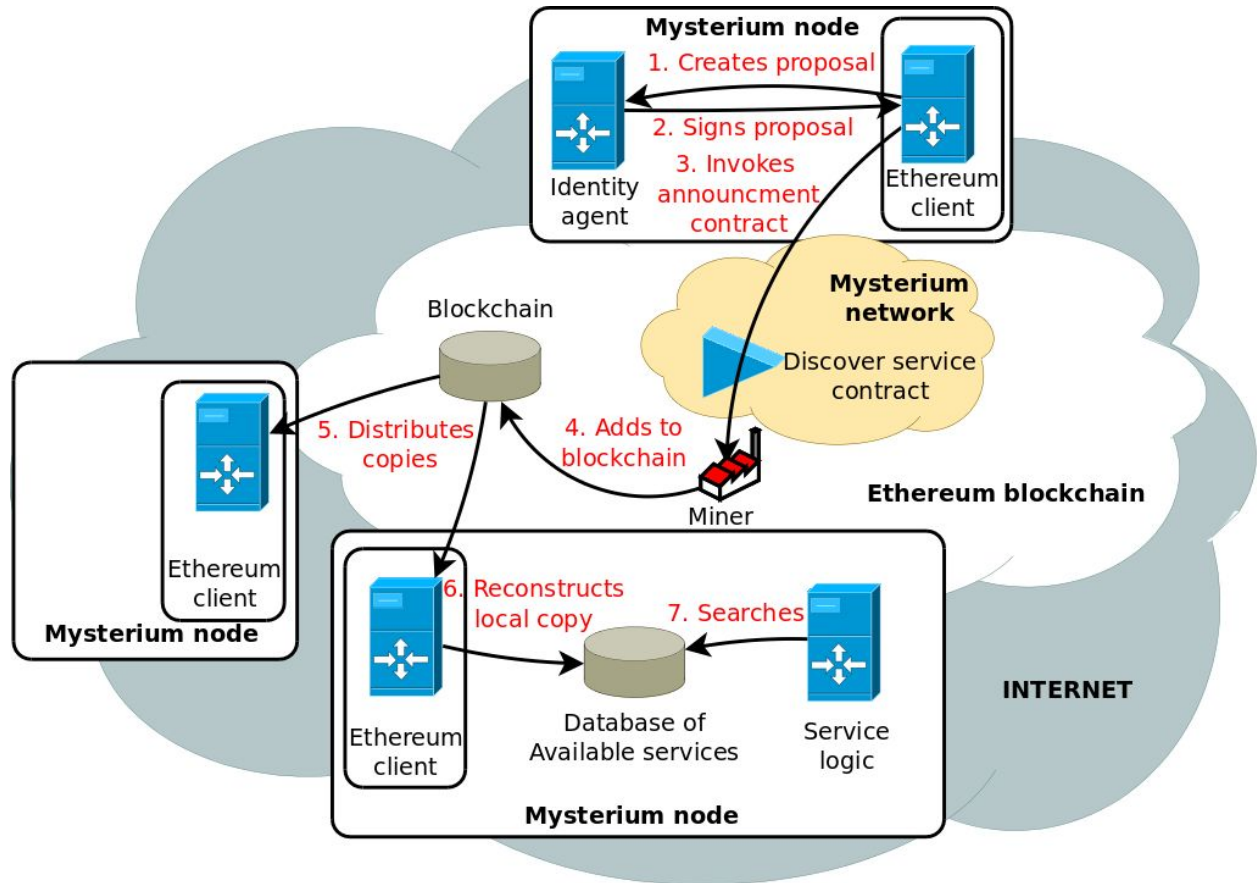 Mysterium node
1. Creates proposal
2. Signs proposal
3. Invokes
announcment
contract
Identity
agent
Ethereum
client
Mysterium
network
Discover service
contract
Blockchain
5. Distributes
copies
4. Adds to
blockchain
Miner
Ethereum blockchain
Ethereum
client
Mysterium node
6. Reconstructs
local copy
7. Searches
Ethereum
client
Database of
Available services
Service
logic
Mysterium node
INTERNET